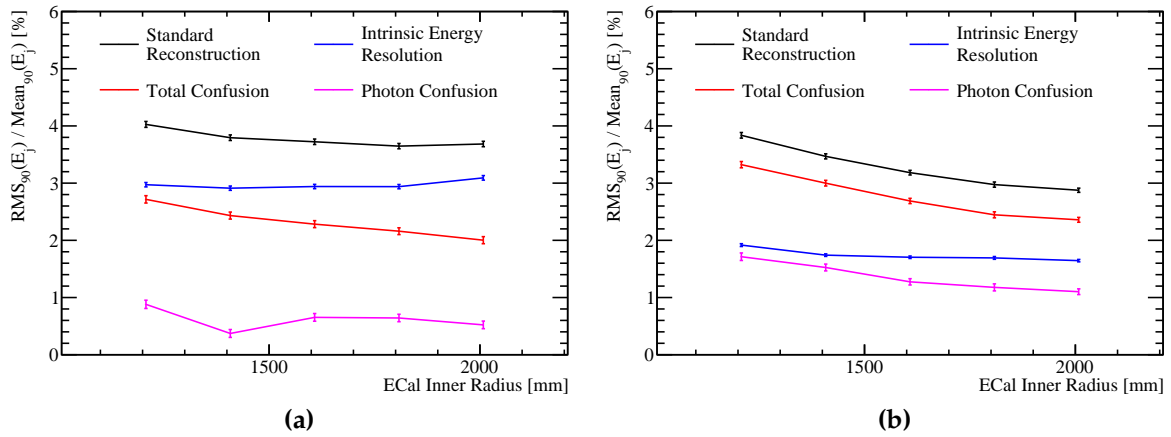 RMS90(Ej) / Mean90(Ej) [%]
6
5
4
3
2
1
0
Standard
Reconstruction
Intrinsic Energy
Resolution
Total Confusion
Photon Confusion
1500
2000
ECal Inner Radius [mm]
(a)
RMS90(Ej) / Mean90(Ej) [%]
6
5
4
3
2
1
0
Standard
Reconstruction
Intrinsic Energy
Resolution
Total Confusion
Photon Confusion
1500
2000
ECal Inner Radius [mm]
(b)